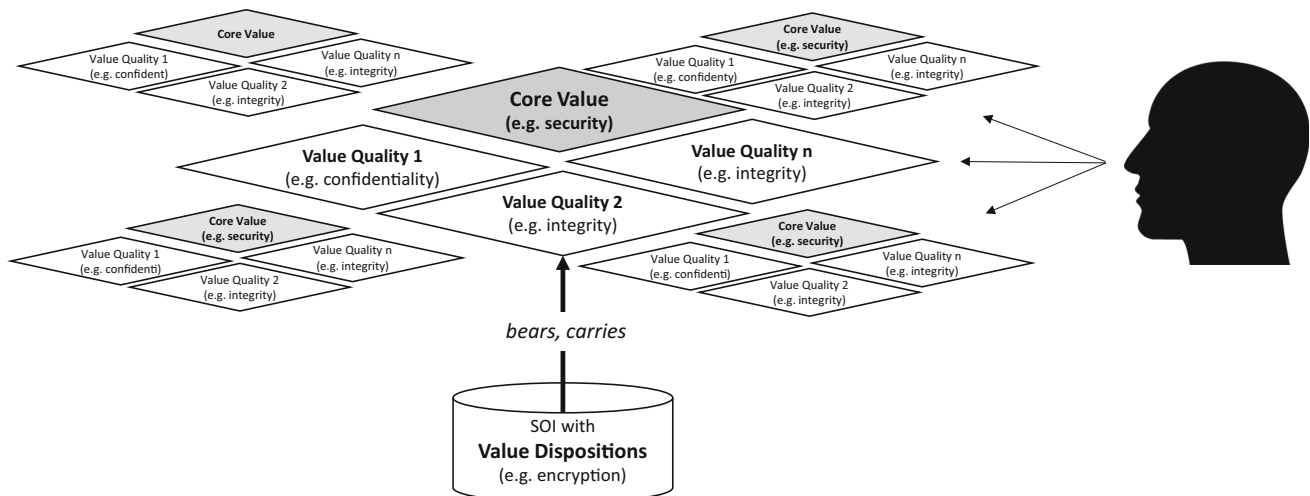 Core Value
Value Quality 1
(e.g. confident)
Value Quality n
(e.g. integrity)
Value Quality 2
(e.g. integrity)
Core Value
(e.g. security)
Value Quality 1
(e.g. confidenty)
Value Quality n
(e.g. integrity)
Value Quality 2
(e.g. integrity)
Core Value
(e.g. security)
Value Quality 1
(e.g. confidentiality)
Value Quality n
(e.g. integrity)
Value Quality 2
(e.g. integrity)
Core Value
(e.g. security)
Value Quality 1
(e.g. confidenti)
Value Quality n
(e.g. integrity)
Value Quality 2
(e.g. integrity)
Core Value
(e.g. security)
Value Quality 1
(e.g. confidenti)
Value Quality n
(e.g. integrity)
Value Quality 2
(e.g. integrity)
bears, carries
SOI with
Value Dispositions
(e.g. encryption)